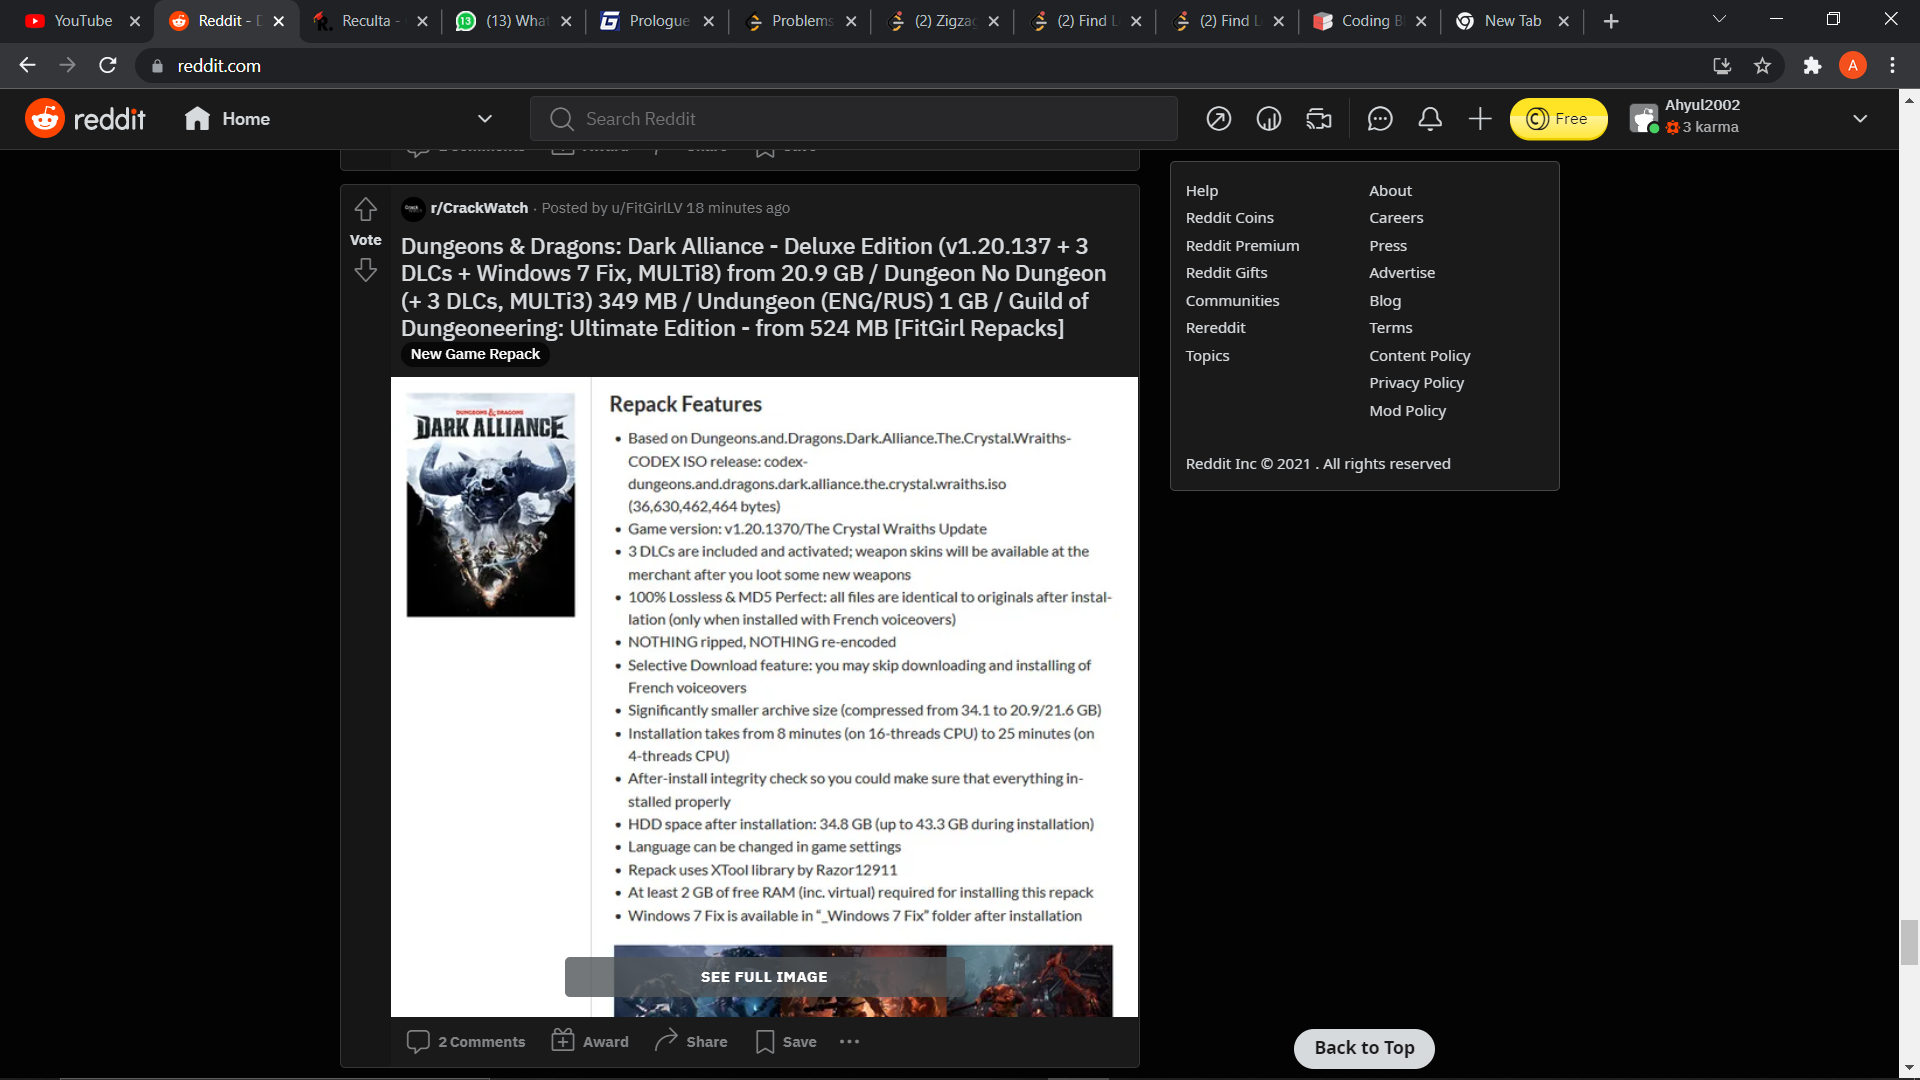 YouTube
Reddit - D
Reculta -
(13) What
Prologue
Problems
(2) Zigzag
(2) Find L
(2) Find L
Coding Bl
New Tab
reddit.com
A
reddit
Home
Search Reddit
Free
Ahyul2002
3 karma
Vote
r/CrackWatch · Posted by u/FitGirlLV 18 minutes ago
Dungeons & Dragons: Dark Alliance - Deluxe Edition (v1.20.137 + 3
DLCs + Windows 7 Fix, MULTi8) from 20.9 GB / Dungeon No Dungeon
(+ 3 DLCs, MULTi3) 349 MB / Undungeon (ENG/RUS) 1 GB / Guild of
Dungeoneering: Ultimate Edition - from 524 MB [FitGirl Repacks]
New Game Repack
DUNGEONS & DRAGONS
DARK ALLIANCE
Repack Features
• Based on Dungeons.and.Dragons.Dark.Alliance.The.Crystal.Wraiths-
CODEX ISO release: codex-
dungeons.and.dragons.dark.alliance.the.crystal.wraiths.iso
(36,630,462,464 bytes)
• Game version: v1.20.1370/The Crystal Wraiths Update
• 3 DLCs are included and activated; weapon skins will be available at the
merchant after you loot some new weapons
• 100% Lossless & MD5 Perfect: all files are identical to originals after instal-
lation (only when installed with French voiceovers)
• NOTHING ripped, NOTHING re-encoded
• Selective Download feature: you may skip downloading and installing of
French voiceovers
• Significantly smaller archive size (compressed from 34.1 to 20.9/21.6 GB)
• Installation takes from 8 minutes (on 16-threads CPU) to 25 minutes (on
4-threads CPU)
• After-install integrity check so you could make sure that everything in-
stalled properly
• HDD space after installation: 34.8 GB (up to 43.3 GB during installation)
• Language can be changed in game settings
• Repack uses XTool library by Razor12911
• At least 2 GB of free RAM (inc. virtual) required for installing this repack
• Windows 7 Fix is available in “_Windows 7 Fix” folder after installation
SEE FULL IMAGE
2 Comments
Award
Share
Save
Help
Reddit Coins
Reddit Premium
Reddit Gifts
Communities
Rereddit
Topics
About
Careers
Press
Advertise
Blog
Terms
Content Policy
Privacy Policy
Mod Policy
Reddit Inc © 2021 . All rights reserved
Back to Top